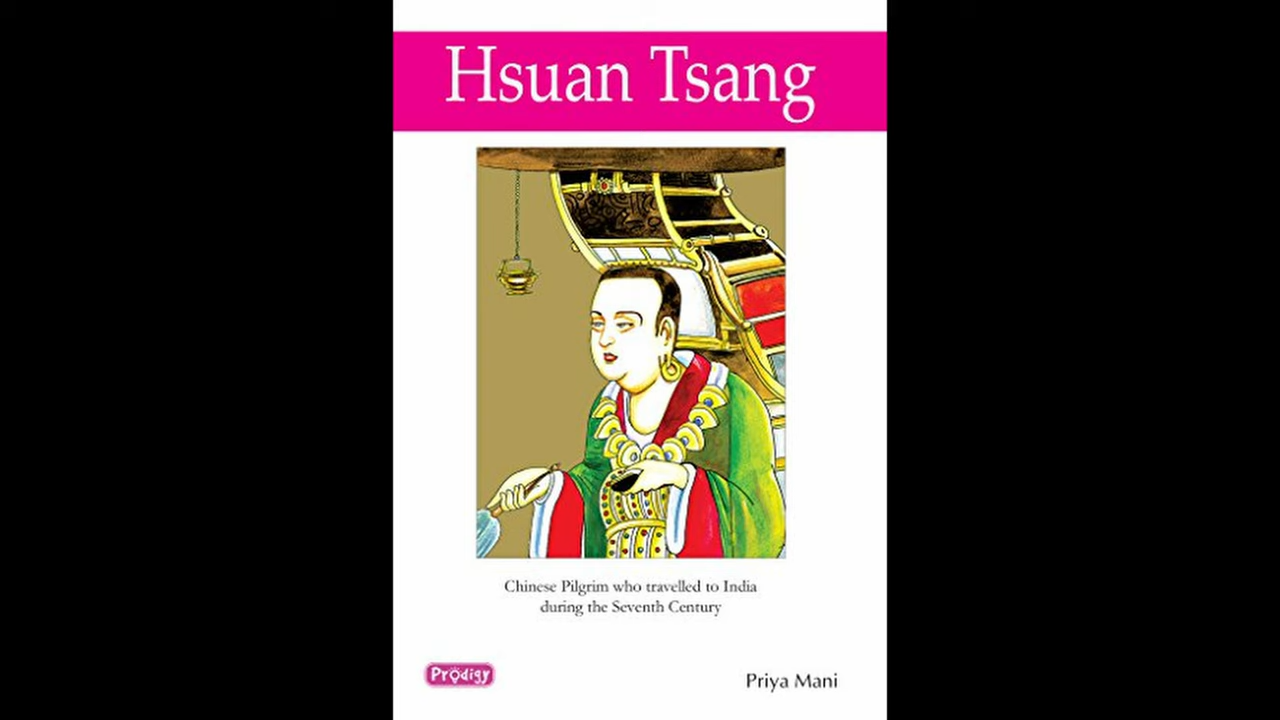 Hsuan Tsang
Chinese Pilgrim who travelled to India
during the Seventh Century
Prodigy
Priya Mani